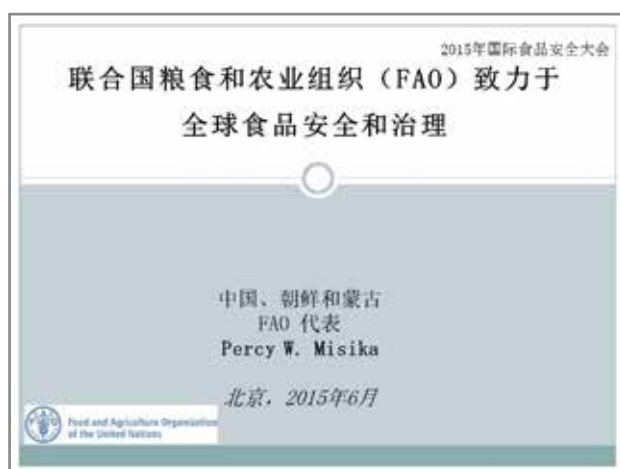 2015年国际食品安全大会
联合国粮食和农业组织（FAO）致力于
全球食品安全和治理
中国、朝鲜和蒙古
FAO 代表
Percy W. Misika
北京，2015年6月
Food and Agriculture Organization
of the United Nations